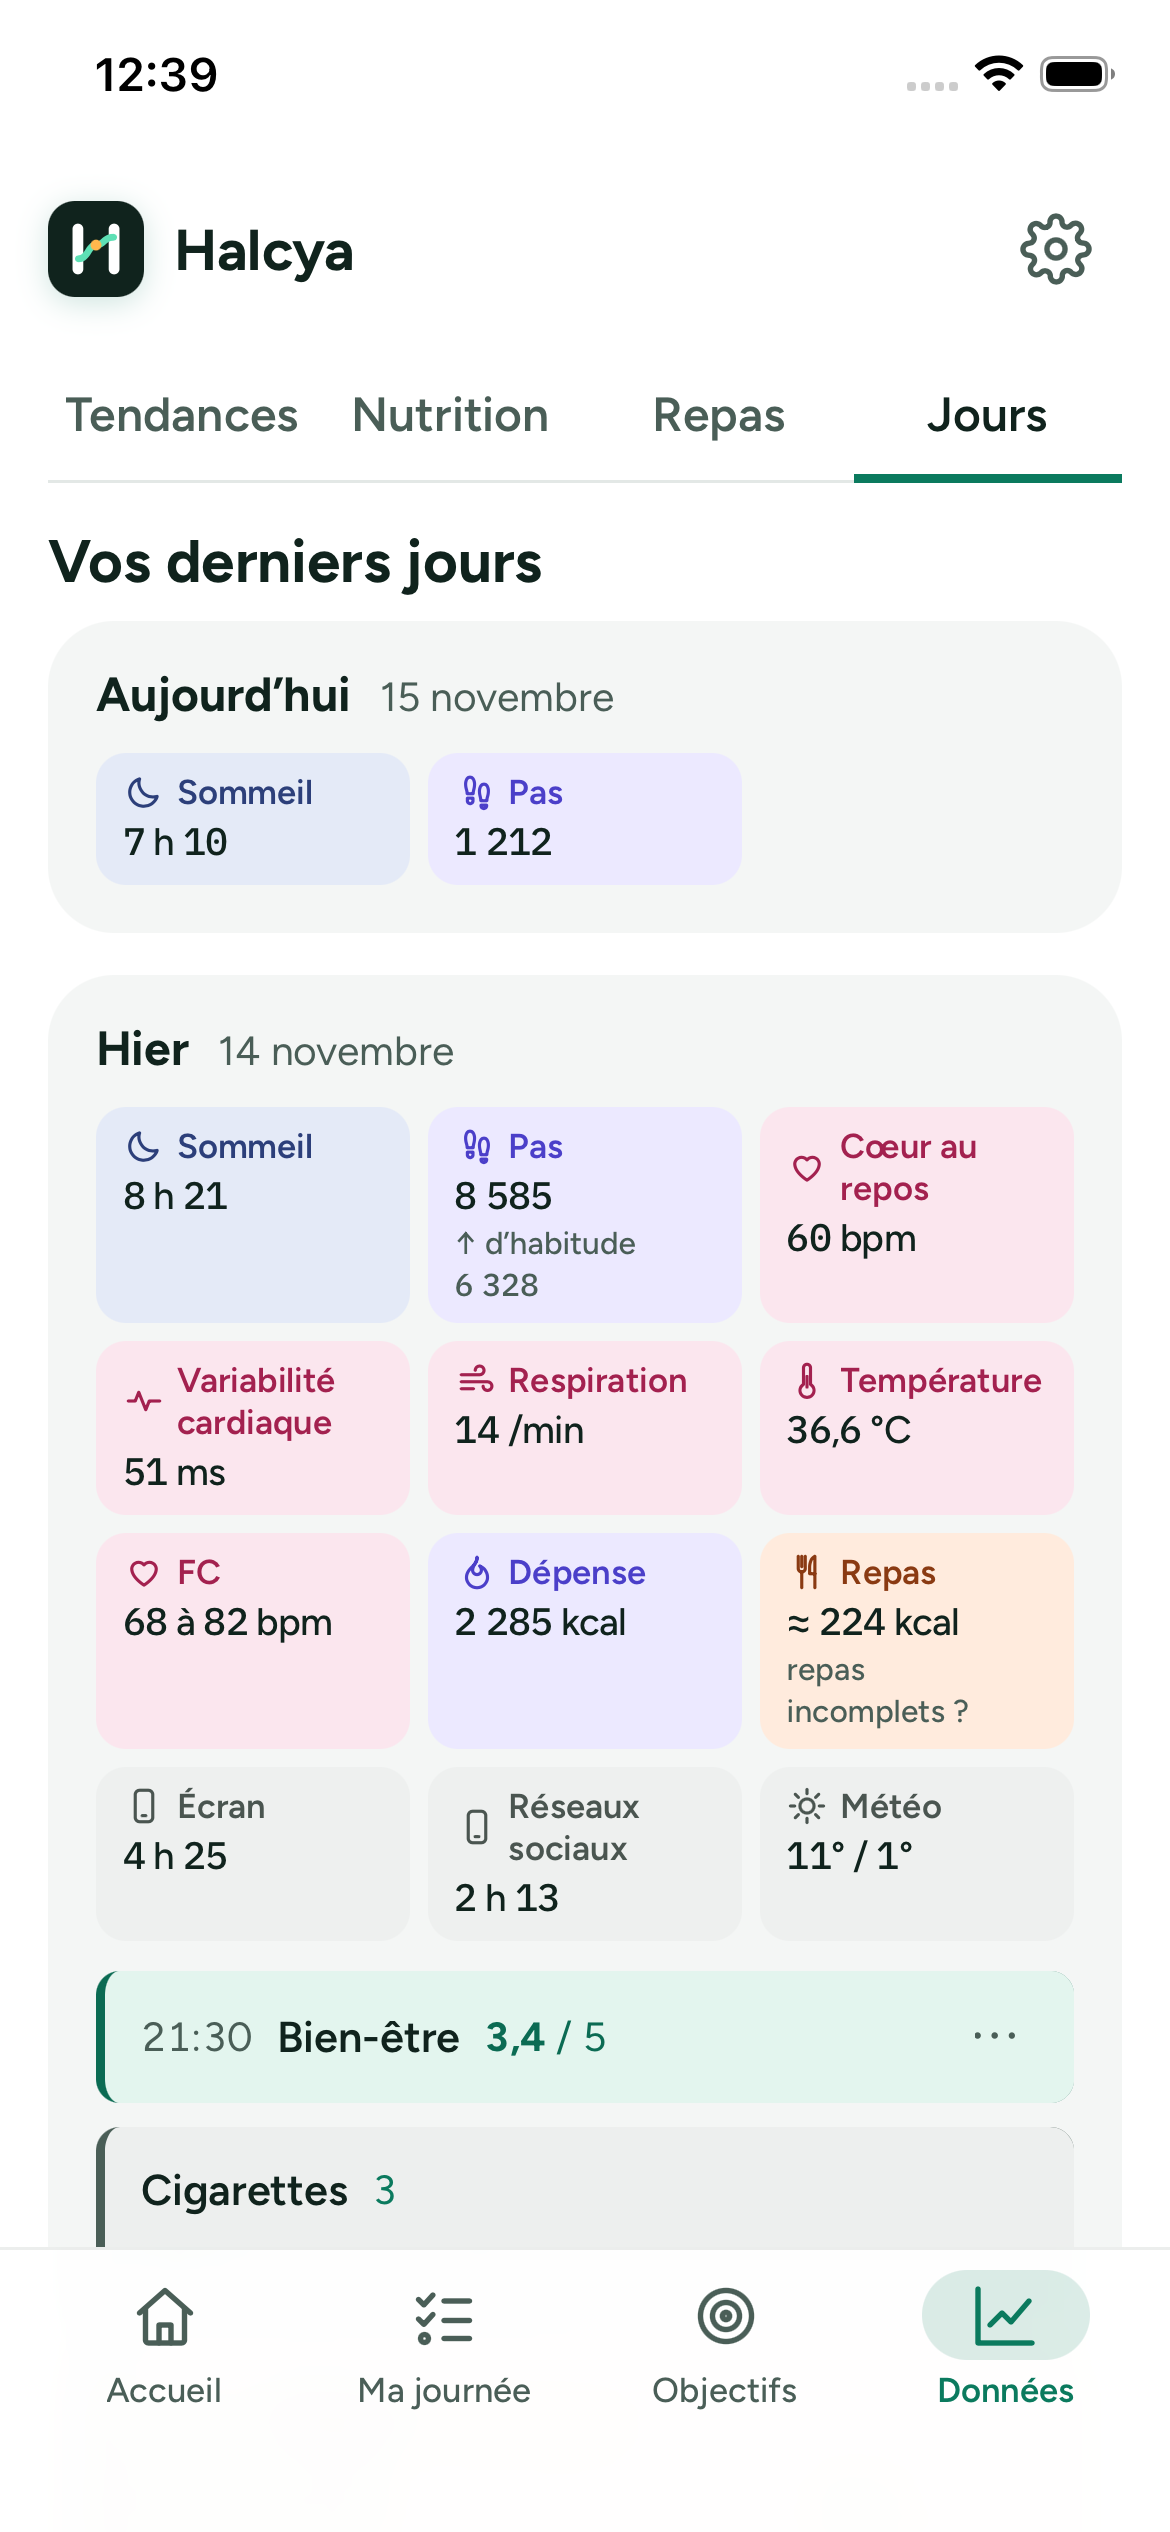 12:39
Halcya
Tendances Nutrition Repas Jours
Vos derniers jours
Aujourd’hui 15 novembre
Sommeil
7 h 10
Pas
1 212
Hier 14 novembre
Sommeil
8 h 21
Pas
8 585
↑ d’habitude
6 328
Cœur au
repos
60 bpm
Variabilité
cardiaque
51 ms
Respiration
14 /min
Température
36,6 °C
FC
68 à 82 bpm
Dépense
2 285 kcal
Repas
≈ 224 kcal
repas
incomplets ?
Écran
4 h 25
Réseaux
sociaux
2 h 13
Météo
11° / 1°
21:30 Bien-être 3,4 / 5
Cigarettes 3
Accueil Ma journée Objectifs Données